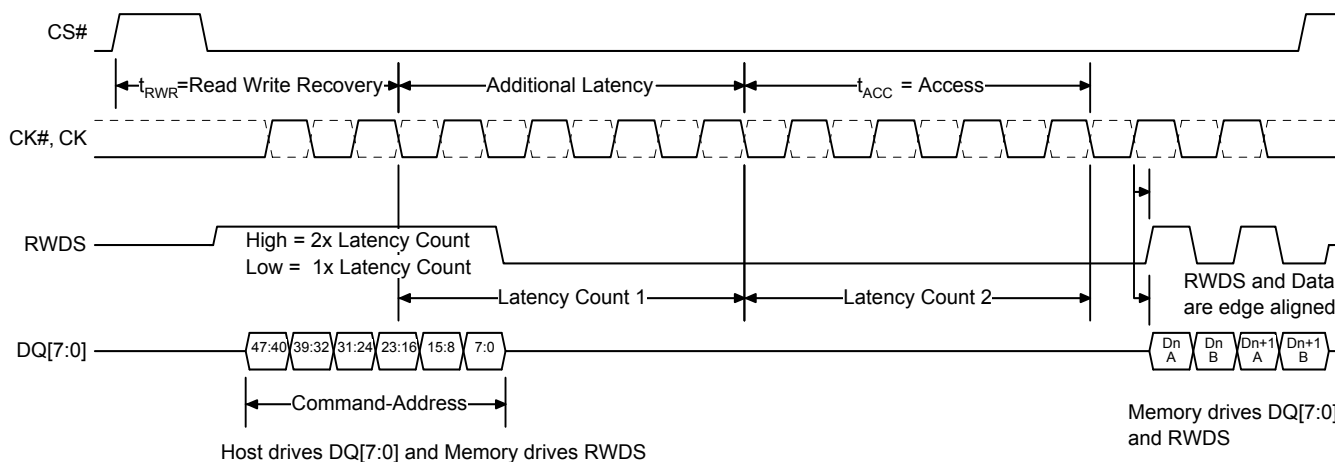 CS#
t_RWR=Read Write Recovery
Additional Latency
t_ACC = Access
CK#, CK
RWDS
High = 2x Latency Count
Low = 1x Latency Count
Latency Count 1
Latency Count 2
RWDS and Data
are edge aligned
DQ[7:0]
47:40 39:32 31:24 23:16 15:8 7:0
Dn A
Dn B
Dn+1 A
Dn+1 B
Command-Address
Host drives DQ[7:0] and Memory drives RWDS
Memory drives DQ[7:0]
and RWDS